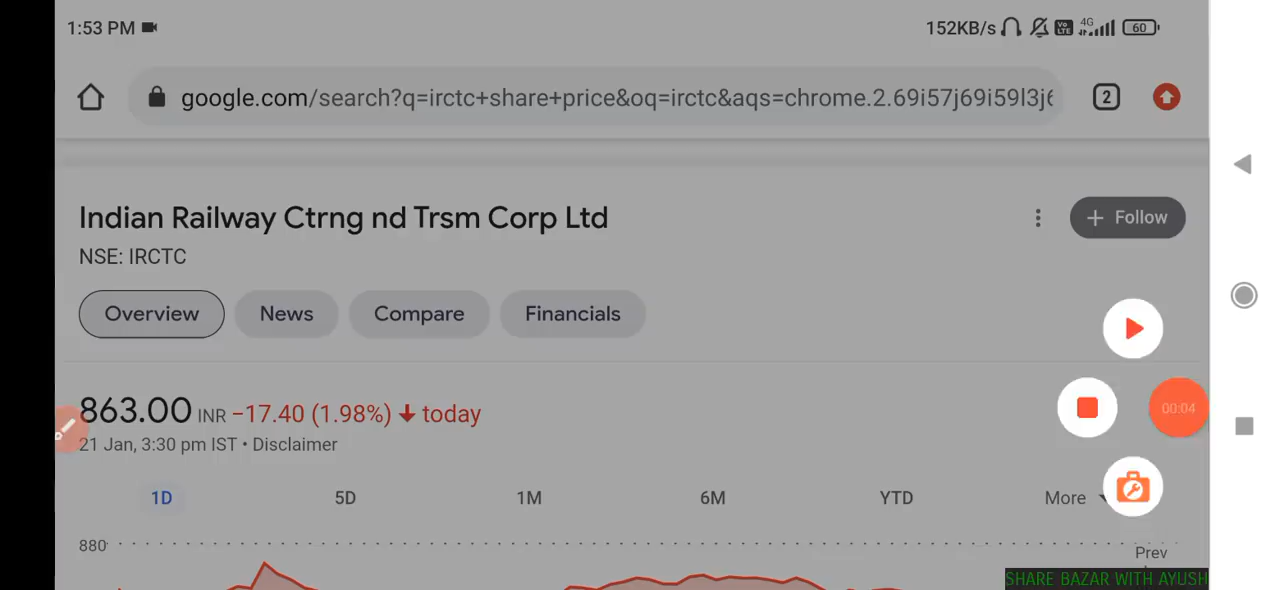 1:53 PM 152KB/s Vo LTE 4G 60
google.com/search?q=irctc+share+price&oq=irctc&aqs=chrome.2.69i57j69i59l3j6 2
Indian Railway Ctrng nd Trsm Corp Ltd + Follow
NSE: IRCTC
Overview News Compare Financials
863.00 INR −17.40 (1.98%) ↓ today
00:04
21 Jan, 3:30 pm IST • Disclaimer
1D 5D 1M 6M YTD More
880
Prev
SHARE BAZAR WITH AYUSH